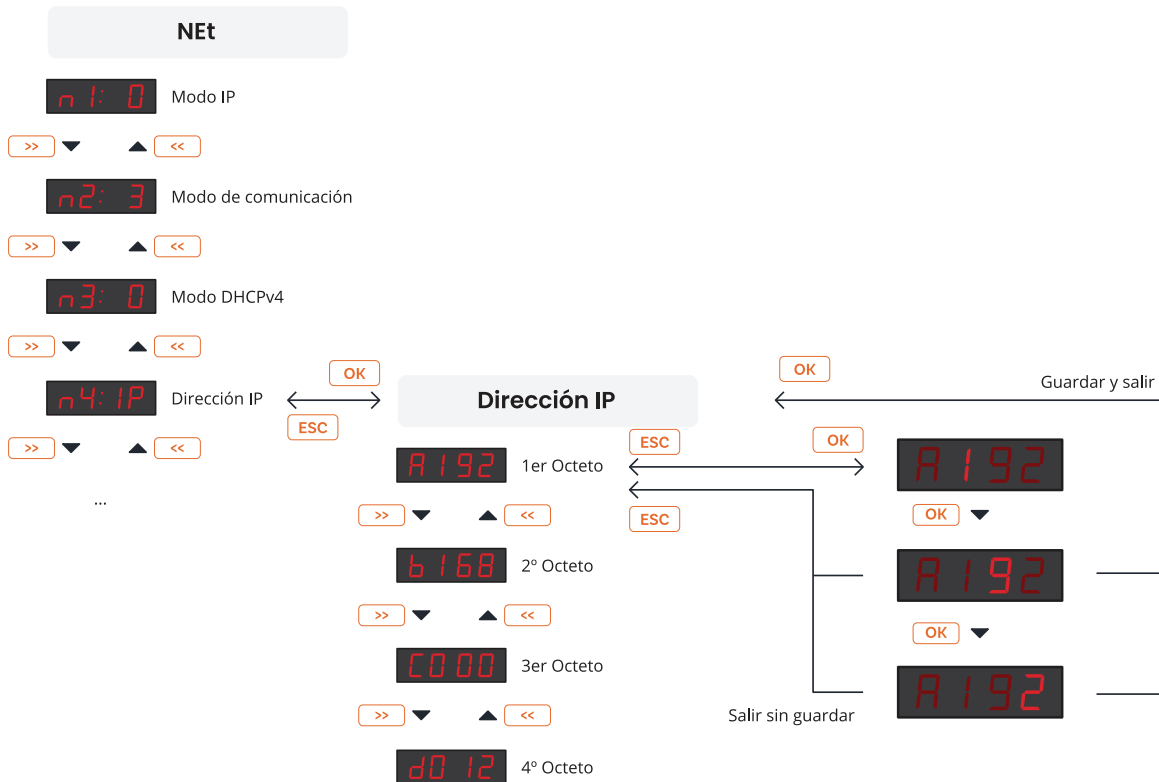 NEt
n1: 0 Modo IP
>> <<
n2: 3 Modo de comunicación
>> <<
n3: 0 Modo DHCPv4
>> <<
n4:IP Dirección IP
OK
ESC
>> <<
...
Dirección IP
A192 1er Octeto
>> <<
b168 2º Octeto
>> <<
C000 3er Octeto
>> <<
d012 4º Octeto
ESC
OK
ESC
Salir sin guardar
OK
Guardar y salir
A192
OK
A192
OK
A192